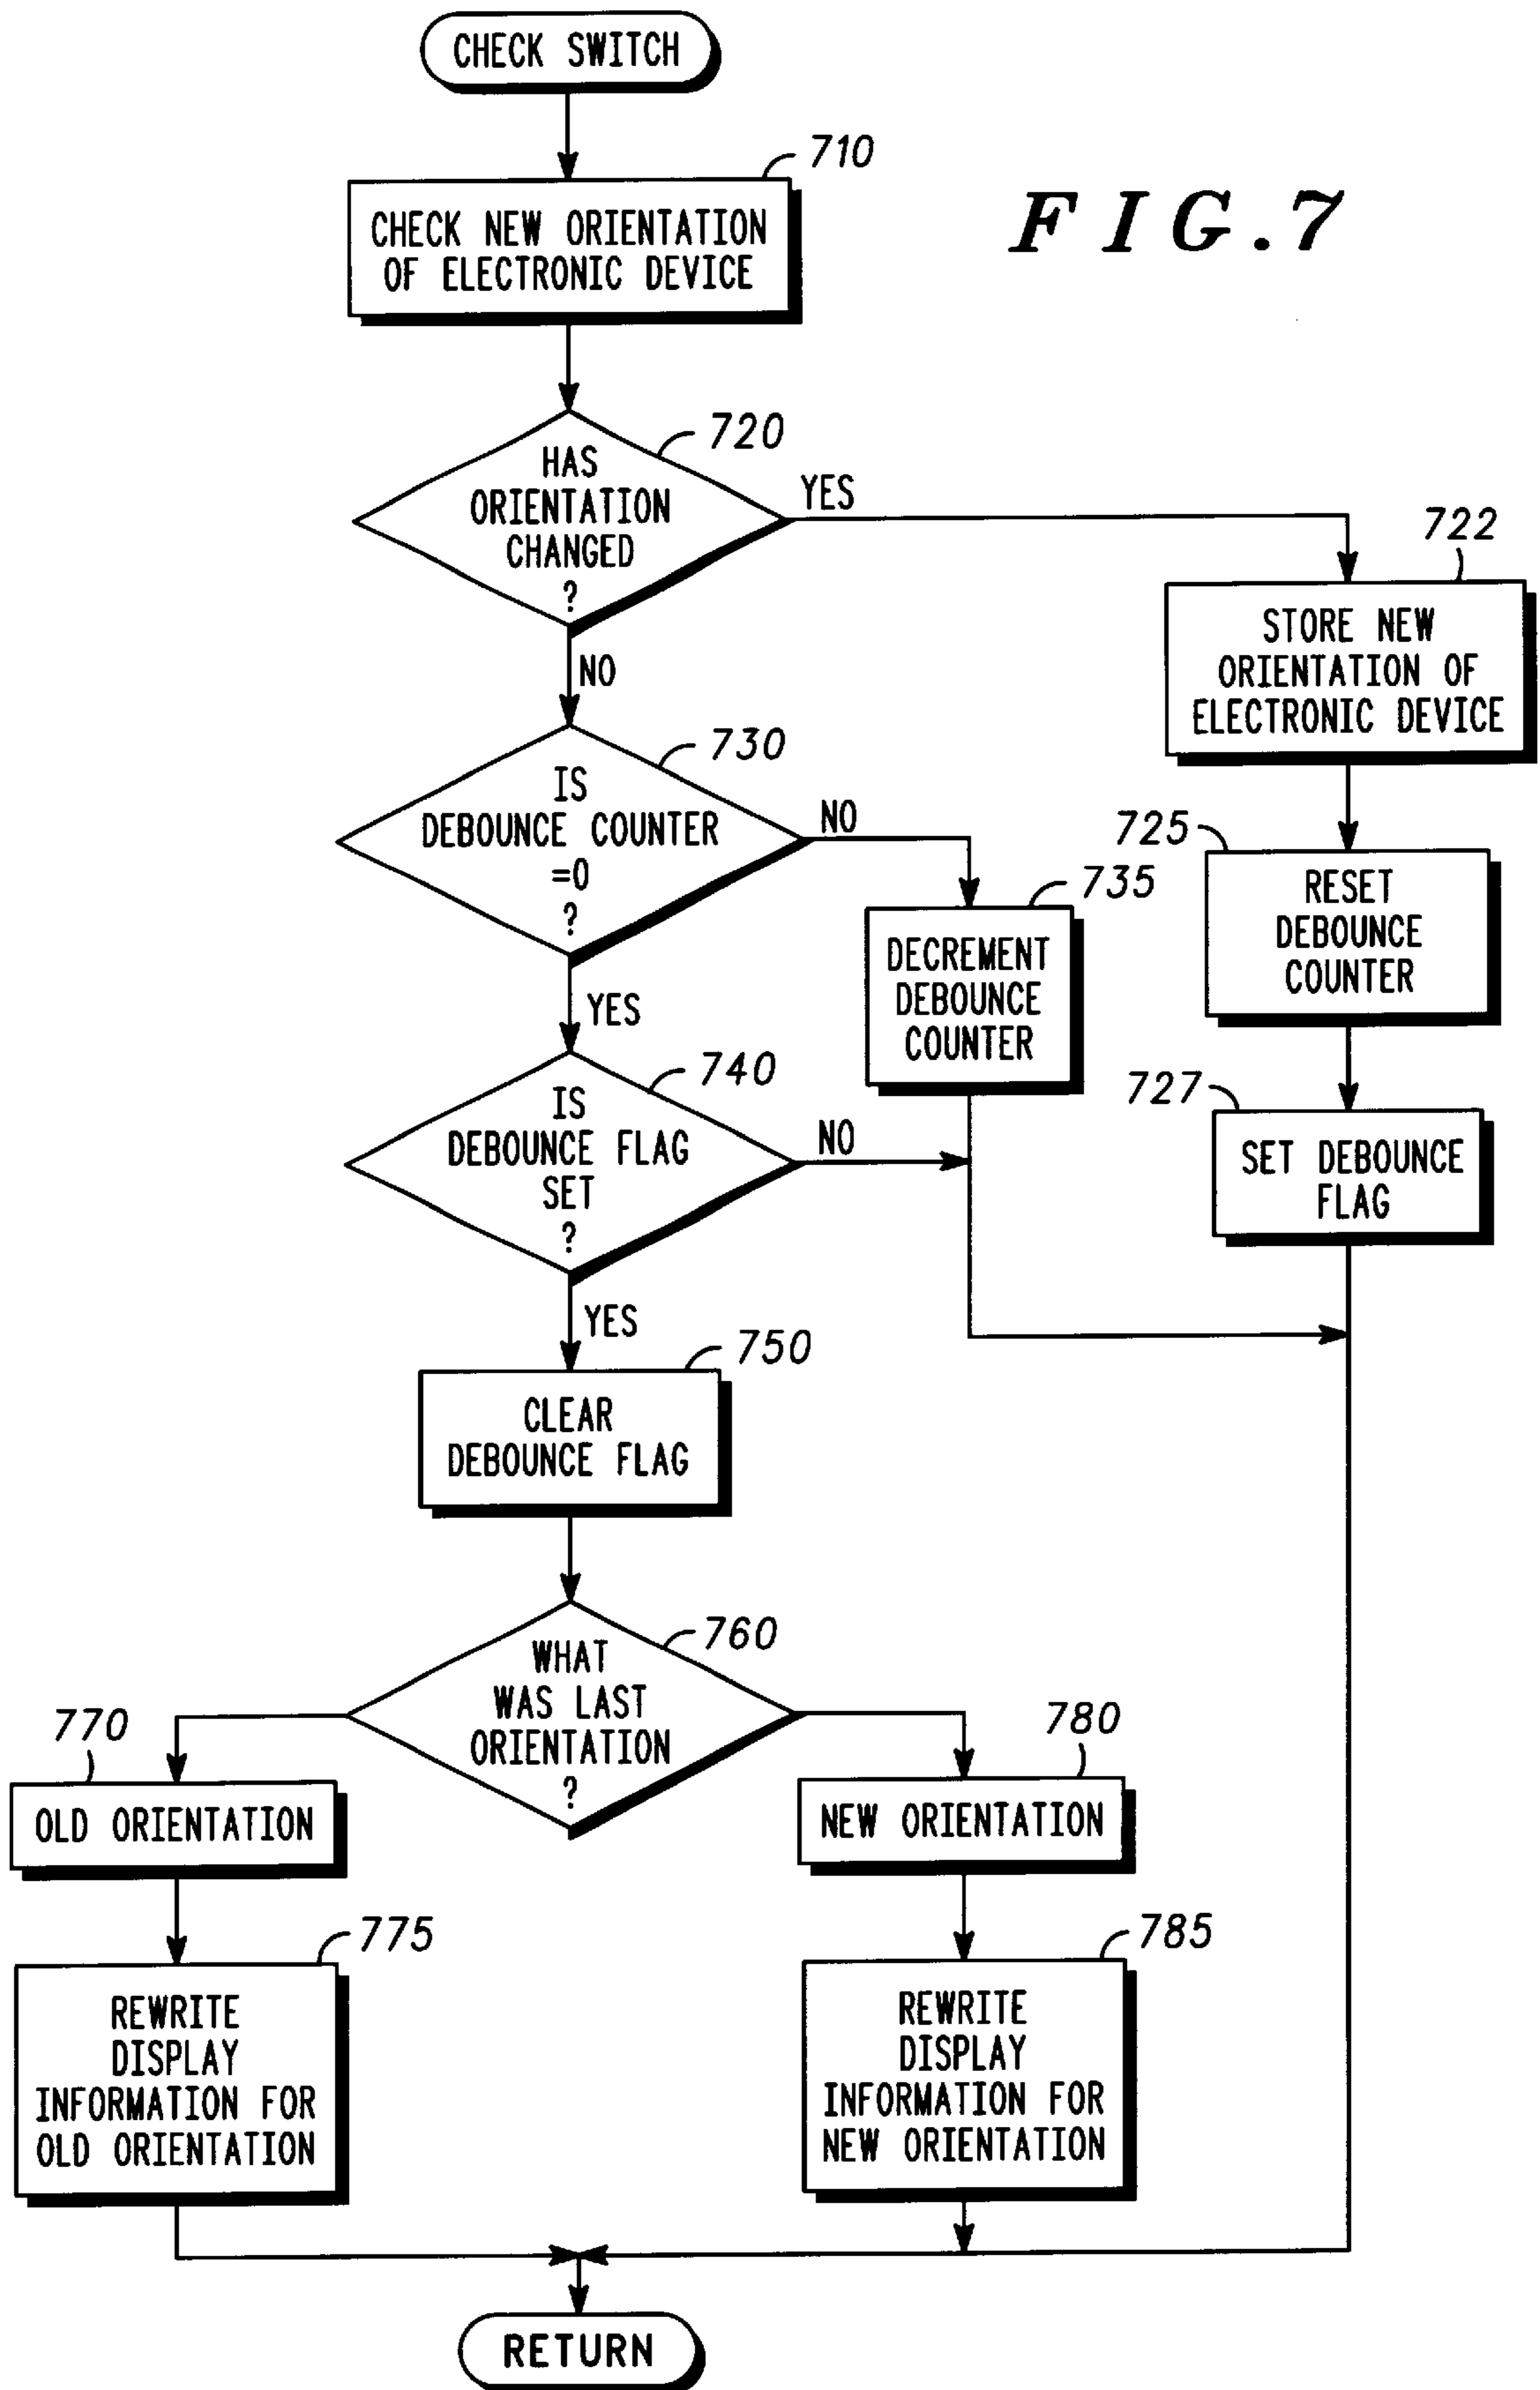 CHECK SWITCH
710
CHECK NEW ORIENTATION
OF ELECTRONIC DEVICE
FIG.7
720
HAS
ORIENTATION
CHANGED
?
YES
722
STORE NEW
ORIENTATION OF
ELECTRONIC DEVICE
NO
730
IS
DEBOUNCE COUNTER
=0
?
NO
735
DECREMENT
DEBOUNCE
COUNTER
725
RESET
DEBOUNCE
COUNTER
YES
740
IS
DEBOUNCE FLAG
SET
?
NO
727
SET DEBOUNCE
FLAG
YES
750
CLEAR
DEBOUNCE FLAG
760
WHAT
WAS LAST
ORIENTATION
?
770
OLD ORIENTATION
780
NEW ORIENTATION
775
REWRITE
DISPLAY
INFORMATION FOR
OLD ORIENTATION
785
REWRITE
DISPLAY
INFORMATION FOR
NEW ORIENTATION
RETURN